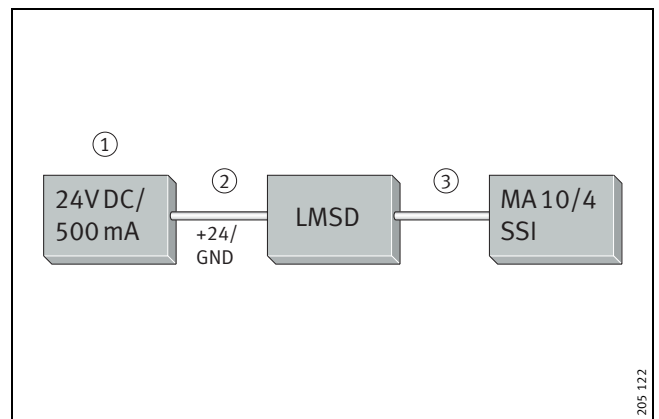 ①
②
③
24V DC/
500 mA
+24/
GND
LMSD
MA 10/4
SSI
205 122